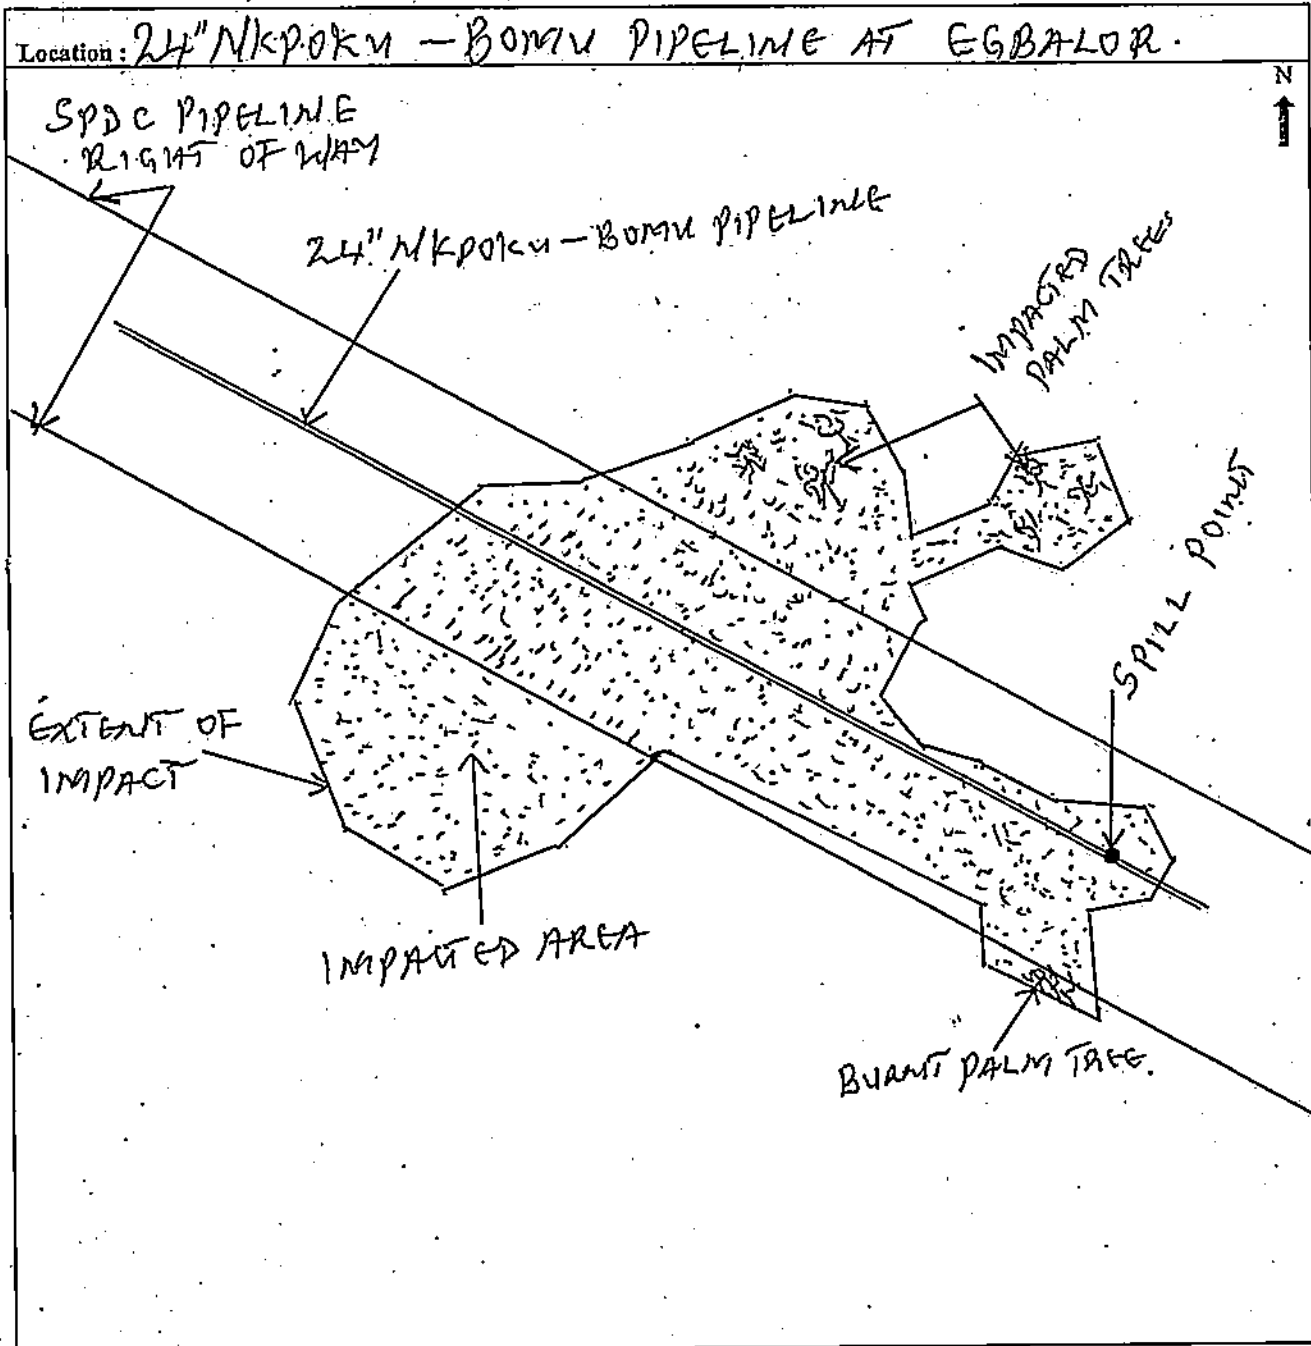 Location: 24" NKPOKU - BOMU PIPELINE AT EGBALOR.
N
SPDC PIPELINE
RIGHT OF WAY
24" NKPOKU - BOMU PIPELINE
IMPACTED
PALM TREES
SPILL POINT
EXTENT OF
IMPACT
IMPACTED AREA
BURNT PALM TREE.